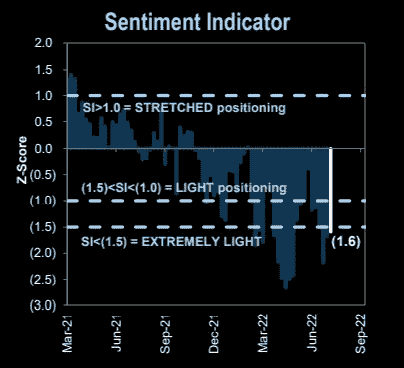 Sentiment Indicator
Z-Score
2.0
1.5
1.0
0.5
0.0
(0.5)
(1.0)
(1.5)
(2.0)
(2.5)
(3.0)
SI>1.0 = STRETCHED positioning
(1.5)<SI<(1.0) = LIGHT positioning
SI<(1.5) = EXTREMELY LIGHT
(1.6)
Mar-21
Jun-21
Sep-21
Dec-21
Mar-22
Jun-22
Sep-22